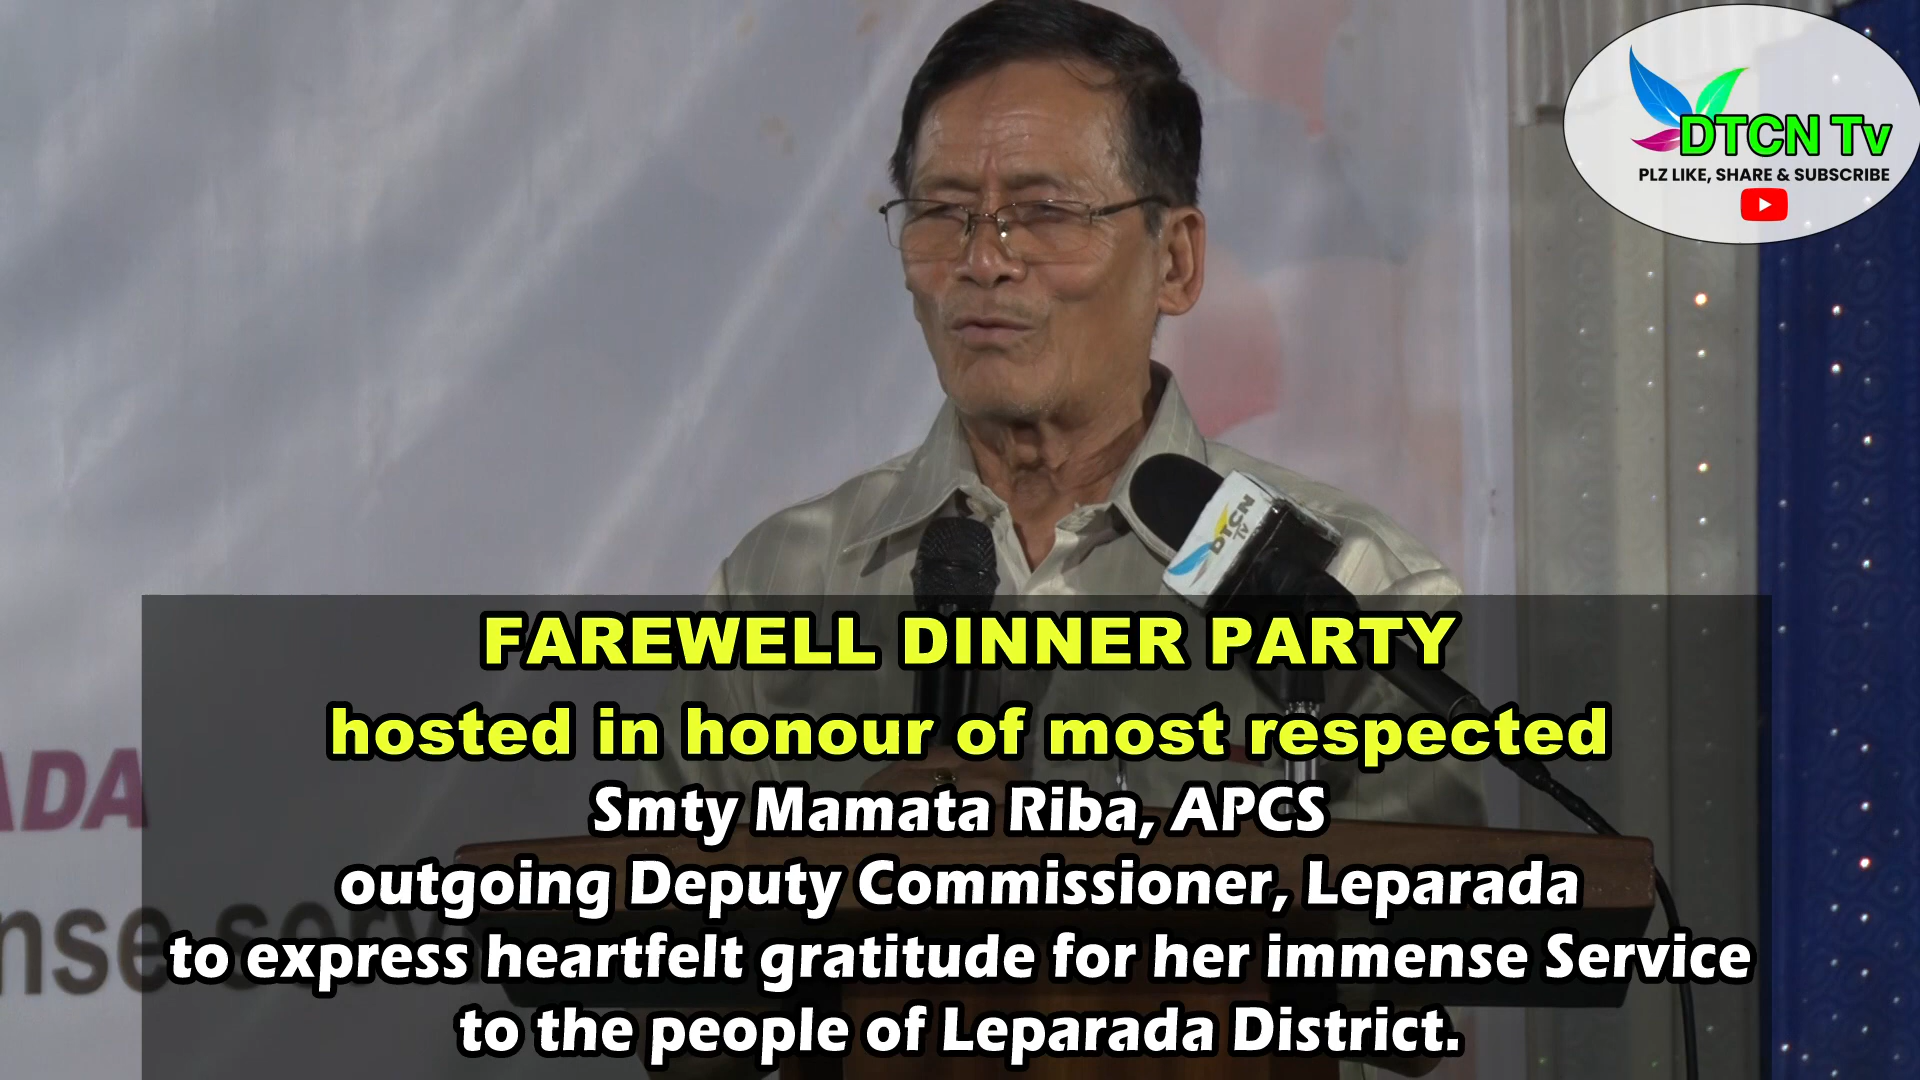 DTCN Tv
PLZ LIKE, SHARE & SUBSCRIBE
DTCN
Tv
FAREWELL DINNER PARTY
hosted in honour of most respected
Smty Mamata Riba, APCS
outgoing Deputy Commissioner, Leparada
to express heartfelt gratitude for her immense Service
to the people of Leparada District.
ADA
nse serv